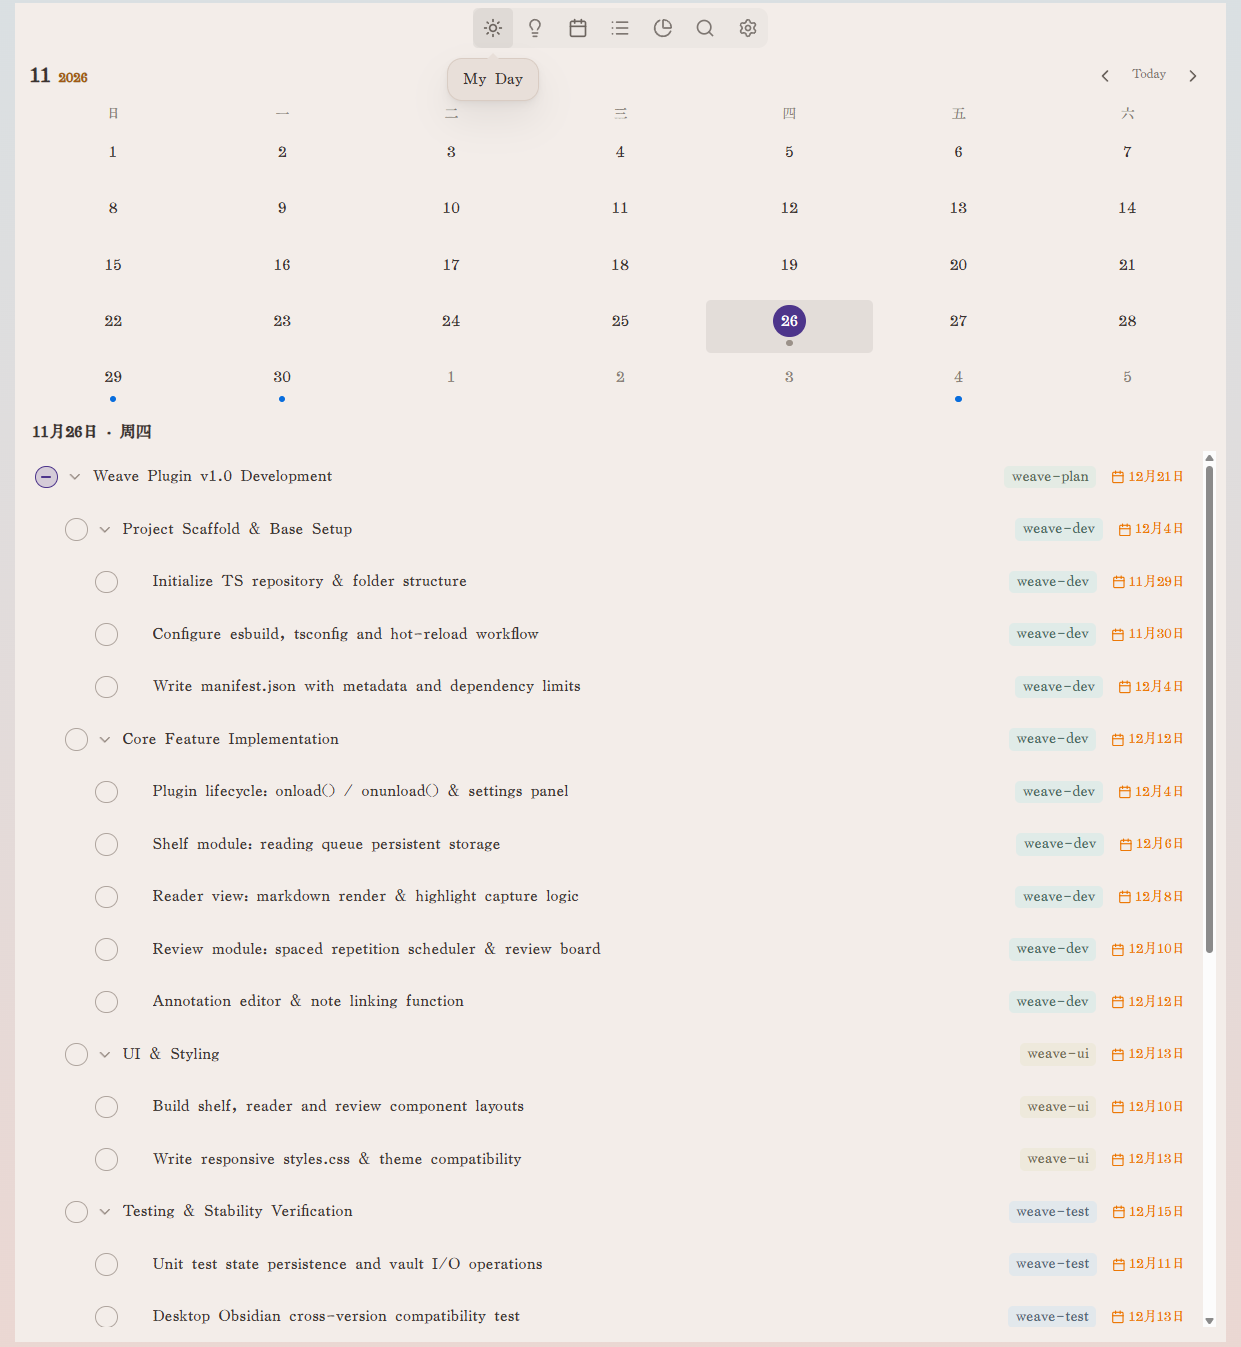 11 2026
My Day
Today
日 一 二 三 四 五 六
1 2 3 4 5 6 7
8 9 10 11 12 13 14
15 16 17 18 19 20 21
22 23 24 25 26 27 28
29 30 1 2 3 4 5
11月26日 · 周四
Weave Plugin v1.0 Development weave-plan 12月21日
Project Scaffold & Base Setup weave-dev 12月4日
Initialize TS repository & folder structure weave-dev 11月29日
Configure esbuild, tsconfig and hot-reload workflow weave-dev 11月30日
Write manifest.json with metadata and dependency limits weave-dev 12月4日
Core Feature Implementation weave-dev 12月12日
Plugin lifecycle: onload() / onunload() & settings panel weave-dev 12月4日
Shelf module: reading queue persistent storage weave-dev 12月6日
Reader view: markdown render & highlight capture logic weave-dev 12月8日
Review module: spaced repetition scheduler & review board weave-dev 12月10日
Annotation editor & note linking function weave-dev 12月12日
UI & Styling weave-ui 12月13日
Build shelf, reader and review component layouts weave-ui 12月10日
Write responsive styles.css & theme compatibility weave-ui 12月13日
Testing & Stability Verification weave-test 12月15日
Unit test state persistence and vault I/O operations weave-test 12月11日
Desktop Obsidian cross-version compatibility test weave-test 12月13日